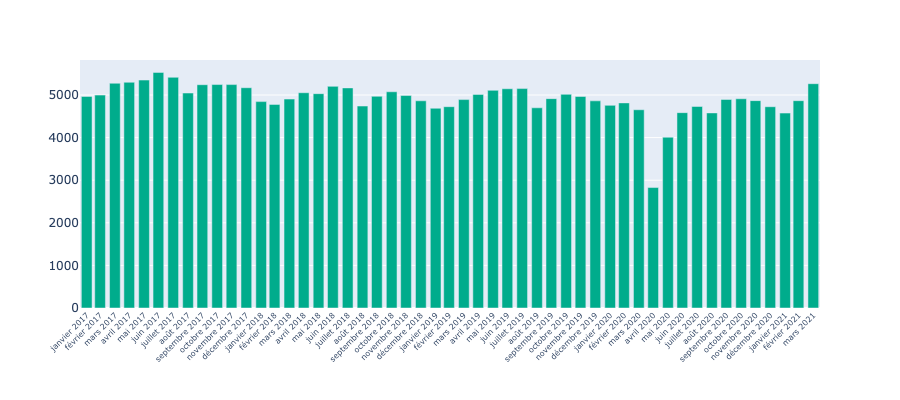 5000
4000
3000
2000
1000
0
janvier 2017
février 2017
mars 2017
avril 2017
mai 2017
juin 2017
juillet 2017
août 2017
septembre 2017
octobre 2017
novembre 2017
décembre 2017
janvier 2018
février 2018
mars 2018
avril 2018
mai 2018
juin 2018
juillet 2018
août 2018
septembre 2018
octobre 2018
novembre 2018
décembre 2018
janvier 2019
février 2019
mars 2019
avril 2019
mai 2019
juin 2019
juillet 2019
août 2019
septembre 2019
octobre 2019
novembre 2019
décembre 2019
janvier 2020
février 2020
mars 2020
avril 2020
mai 2020
juin 2020
juillet 2020
août 2020
septembre 2020
octobre 2020
novembre 2020
décembre 2020
janvier 2021
février 2021
mars 2021